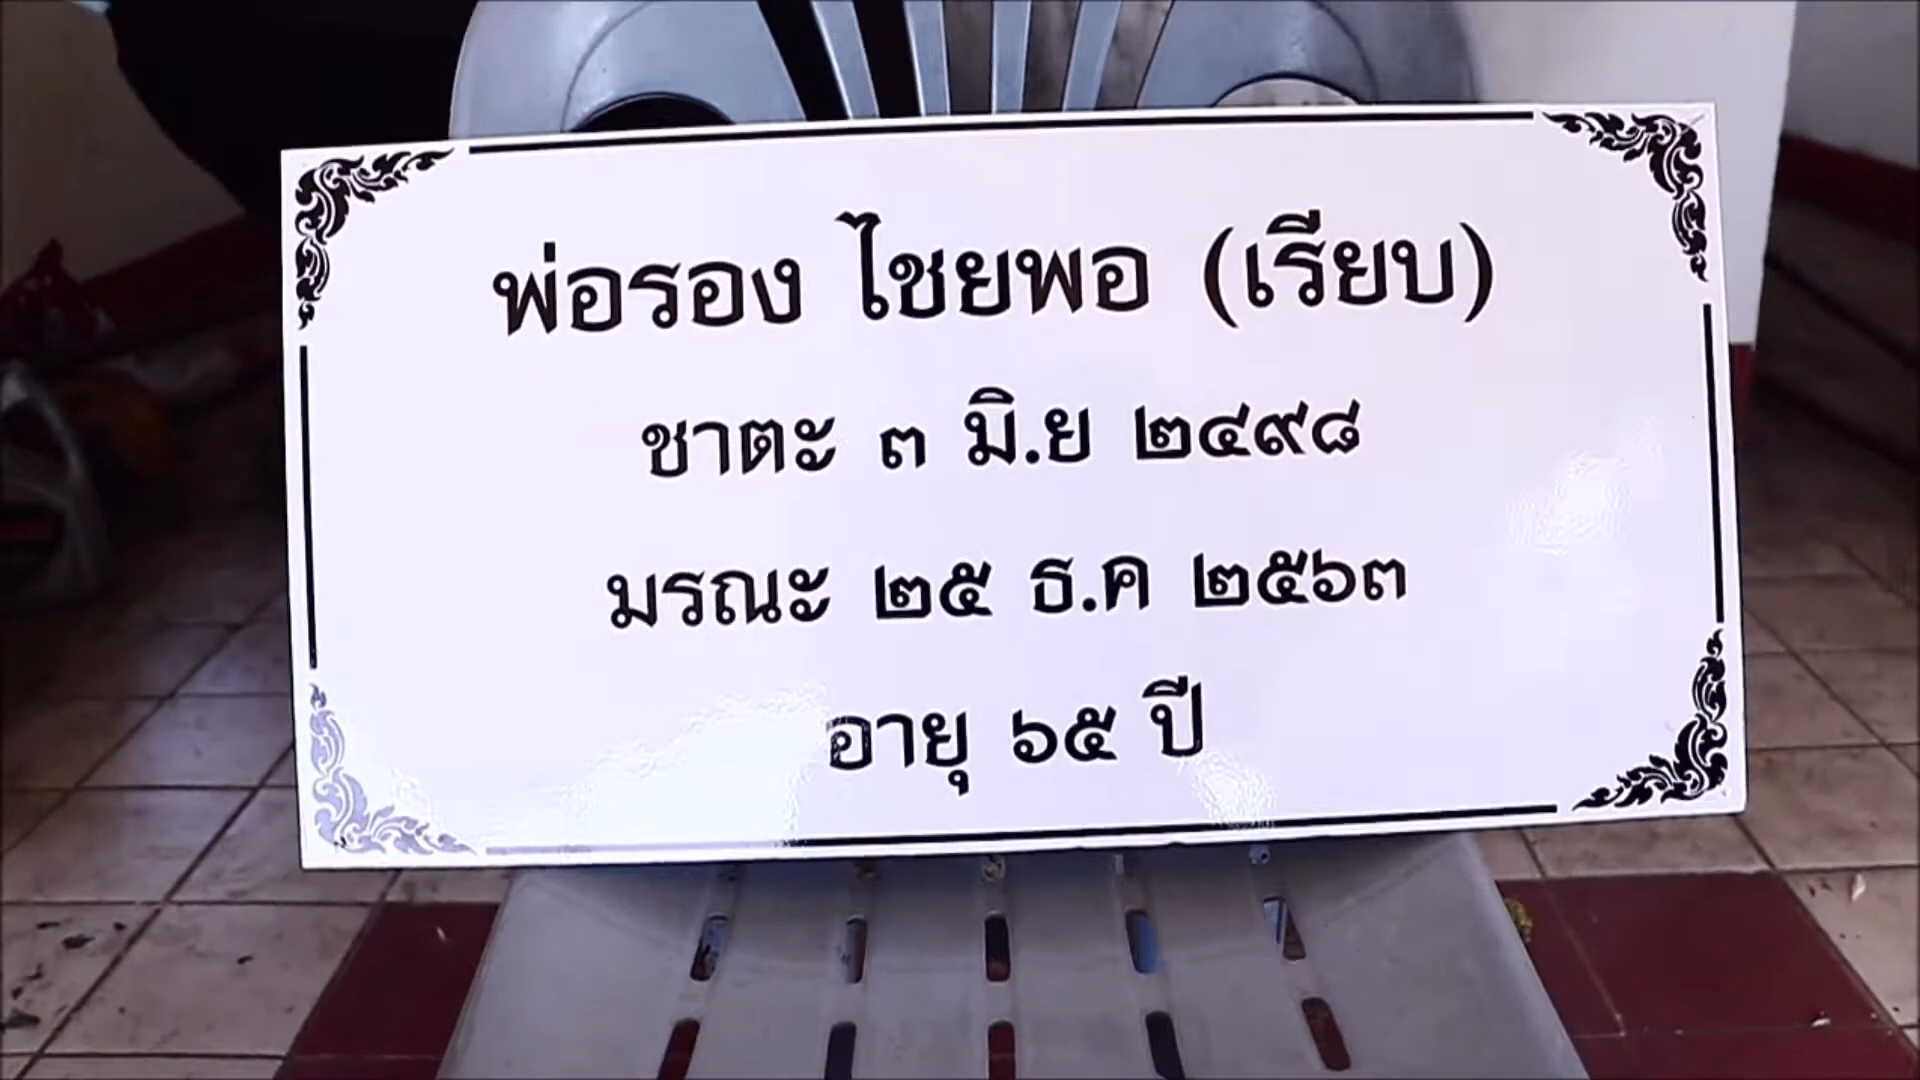 พ่อรอง ไชยพอ (เรียบ)
ชาตะ ๓ มิ.ย ๒๔๙๘
มรณะ ๒๕ ธ.ค ๒๕๖๓
อายุ ๖๕ ปี